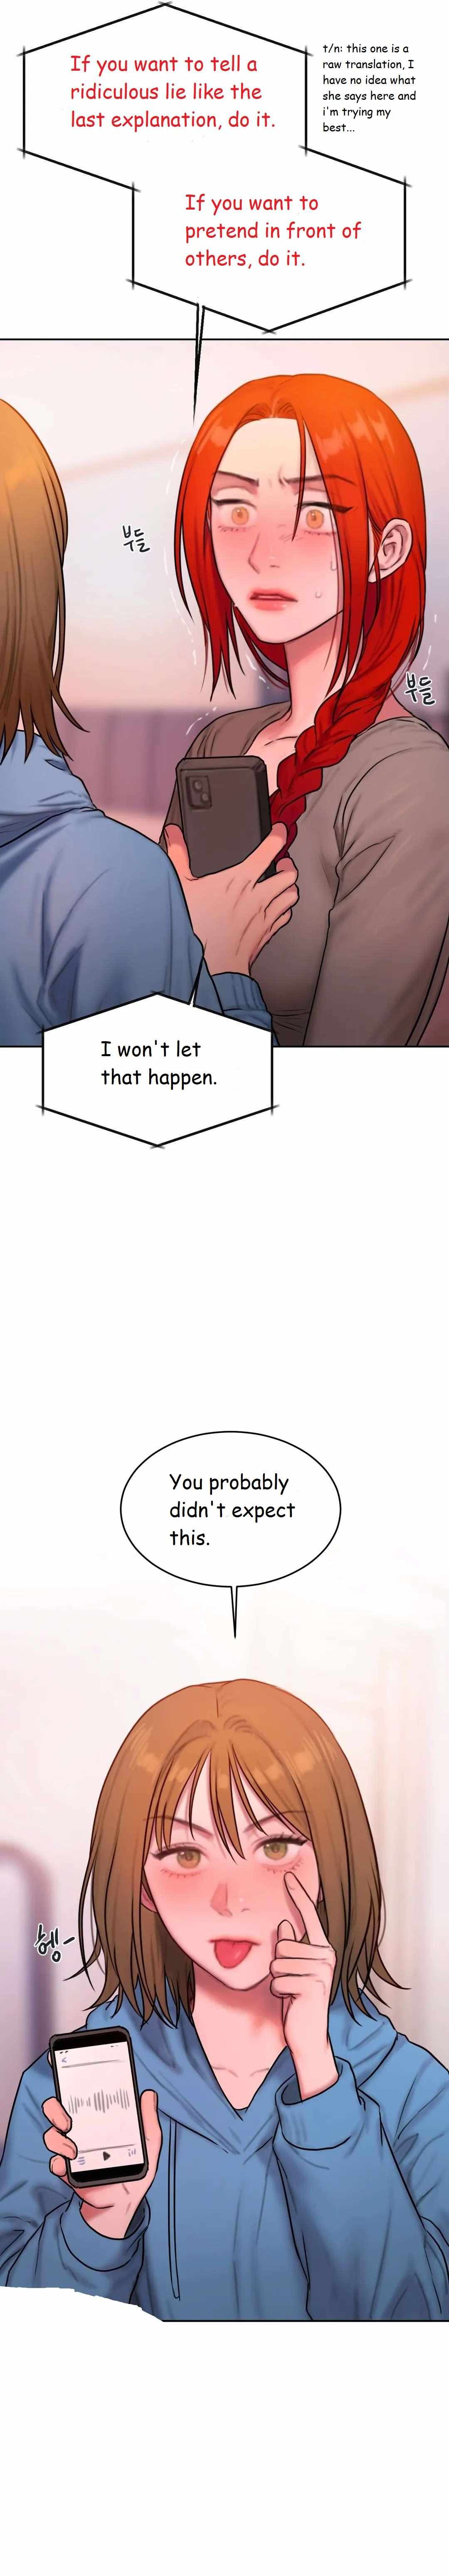 If you want to tell a
ridiculous lie like the
last explanation, do it.
t/n: this one is a
raw translation, I
have no idea what
she says here and
i'm trying my
best...
If you want to
pretend in front of
others, do it.
부들
부들
I won't let
that happen.
You probably
didn't expect
this.
헹-